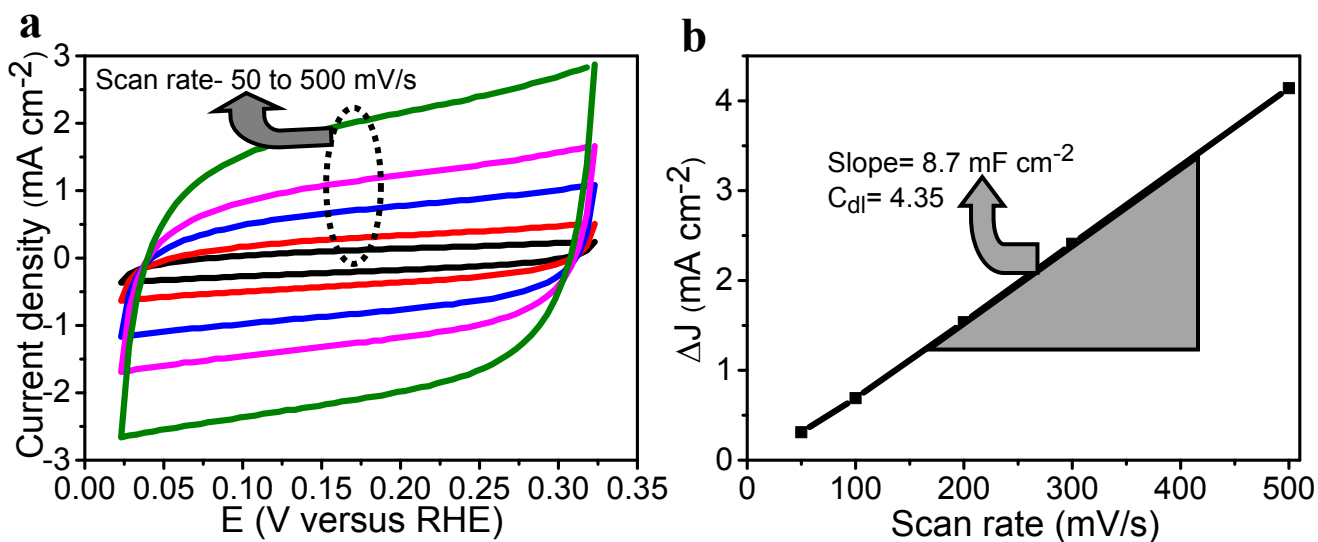 a
Scan rate- 50 to 500 mV/s
Current density (mA cm-2)
3
2
1
0
-1
-2
-3
0.00 0.05 0.10 0.15 0.20 0.25 0.30 0.35
E (V versus RHE)
b
Slope= 8.7 mF cm-2
Cdl= 4.35
ΔJ (mA cm-2)
4
3
2
1
0
0 100 200 300 400 500
Scan rate (mV/s)